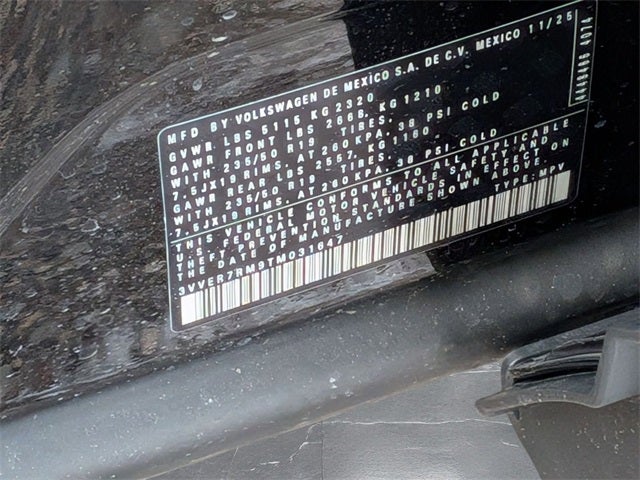 MFD BY VOLKSWAGEN DE MEXICO S.A. DE C.V. MEXICO 11/25
GVWR LBS 5115 KG 2320
GAWR FRONT LBS 2668, KG 1210
WITH 235/50 R19 TIRES.
7.5JX19 RIMS, AT 260 KPA. 38 PSI COLD
GAWR REAR LBS 2557, KG 1160
WITH 235/50 R19 TIRES.
7.5JX19 RIMS, AT 260 KPA. 38 PSI COLD
THIS VEHICLE CONFORMS TO ALL APPLICABLE
U.S. FEDERAL MOTOR VEHICLE SAFETY AND
THEFT PREVENTION STANDARDS IN EFFECT ON
THE DATE OF MANUFACTURE SHOWN ABOVE.
3VVER7RM9TM031647 TYPE: MPV
4074